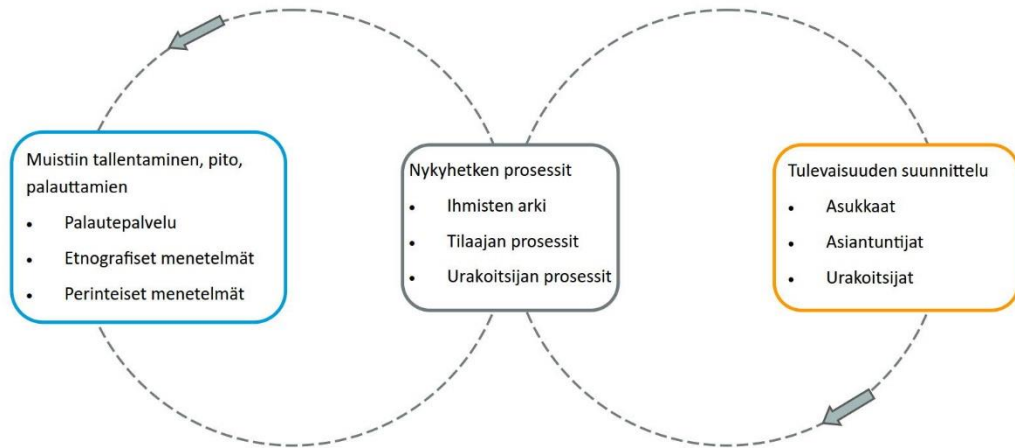 Muistiin tallentaminen, pito,
palauttamien
• Palautepalvelu
• Etnografiset menetelmät
• Perinteiset menetelmät
Nykyhetken prosessit
• Ihmisten arki
• Tilaajan prosessit
• Urakoitsijan prosessit
Tulevaisuuden suunnittelu
• Asukkaat
• Asiantuntijat
• Urakoitsijat